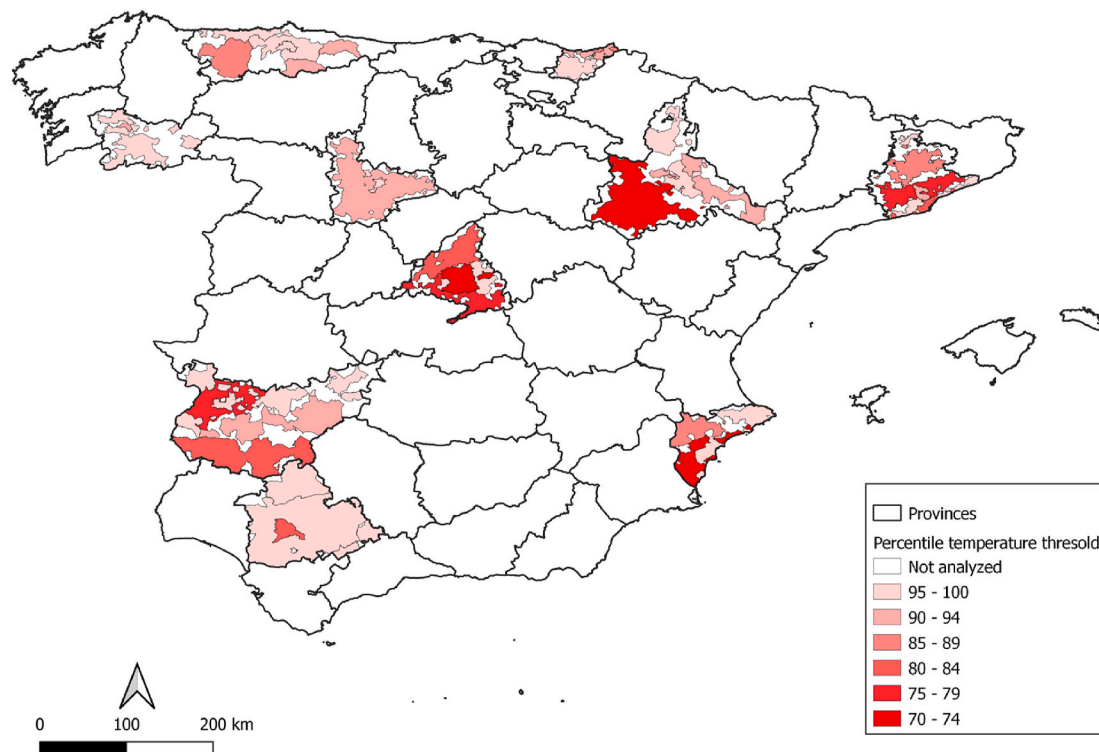 Provinces
Percentile temperature thresold
Not analyzed
95 - 100
90 - 94
85 - 89
80 - 84
75 - 79
70 - 74
0 100 200 km